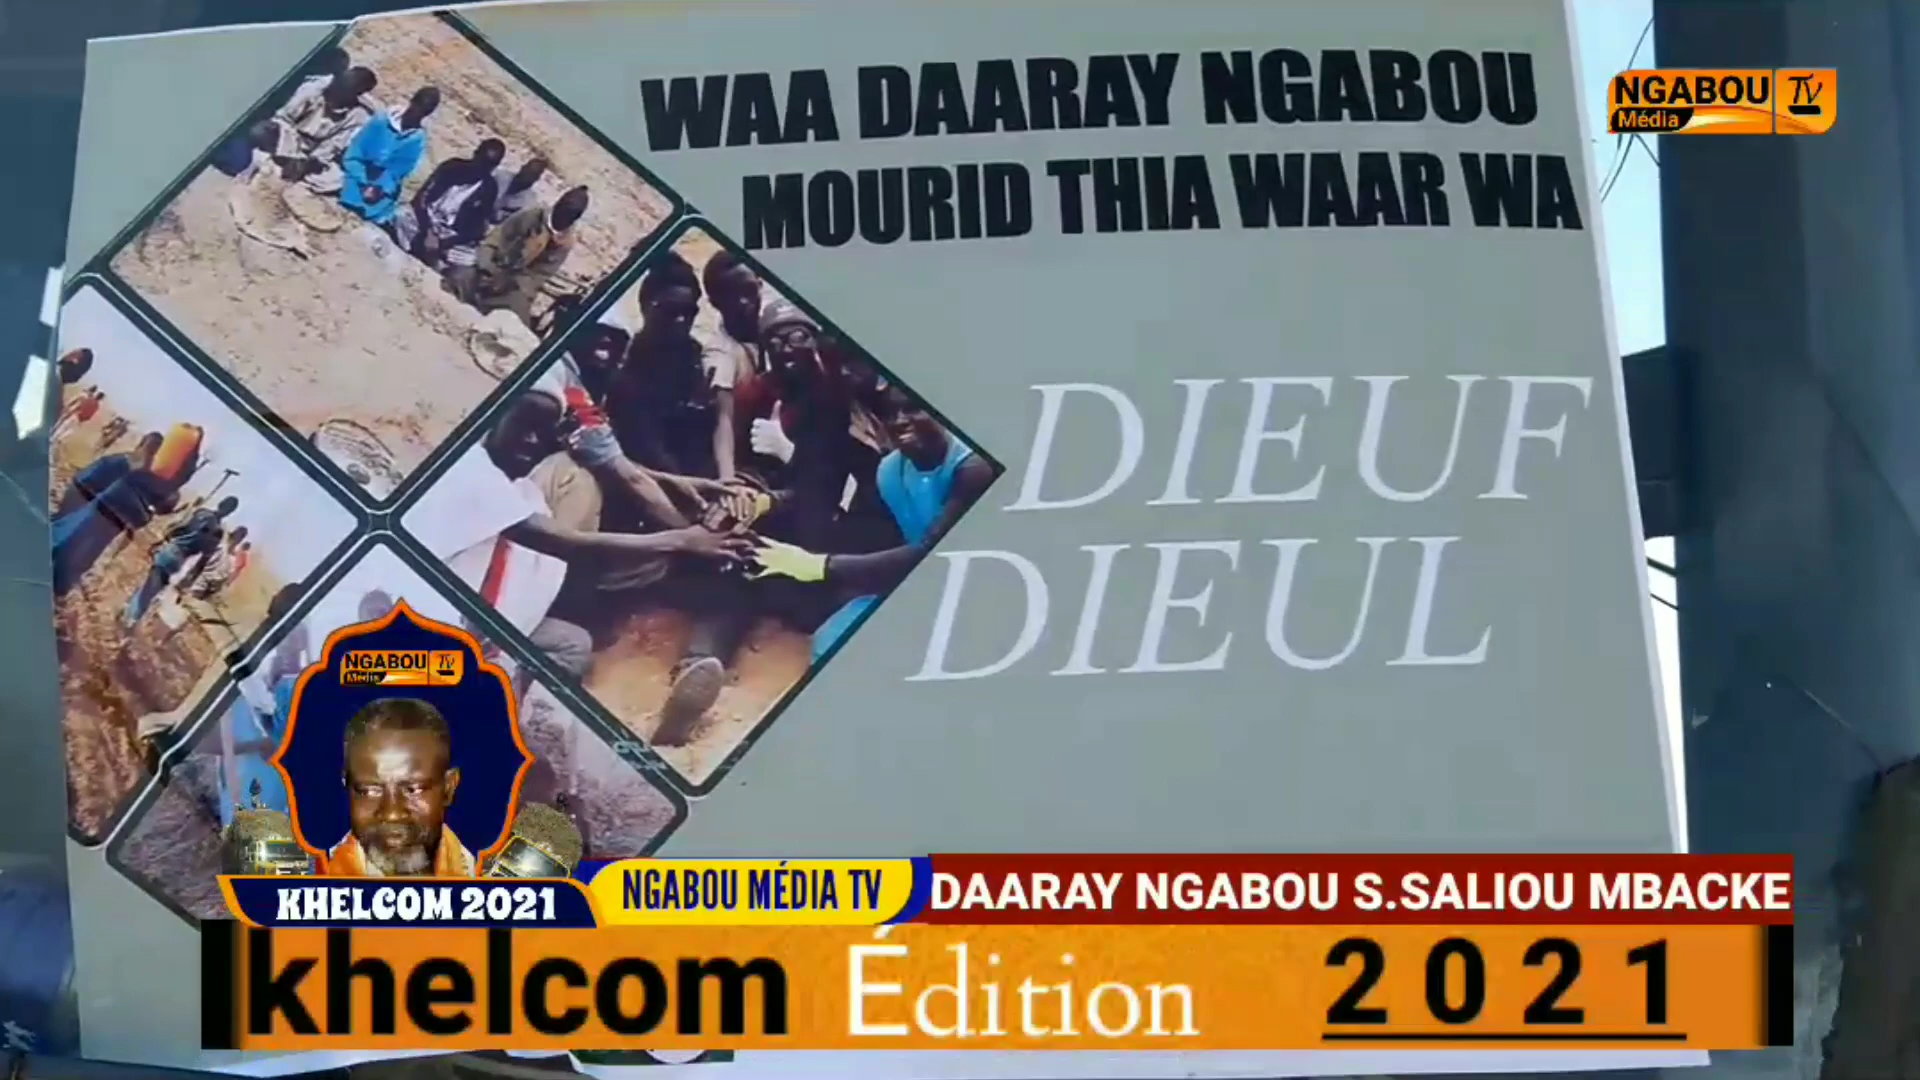 WAA DAARAY NGABOU
MOURID THIA WAAR WA
NGABOU TV
Média
DIEUF
DIEUL
NGABOU TV
Média
KHELCOM 2021
NGABOU MÉDIA TV
DAARAY NGABOU S.SALIOU MBACKE
khelcom Édition 2021